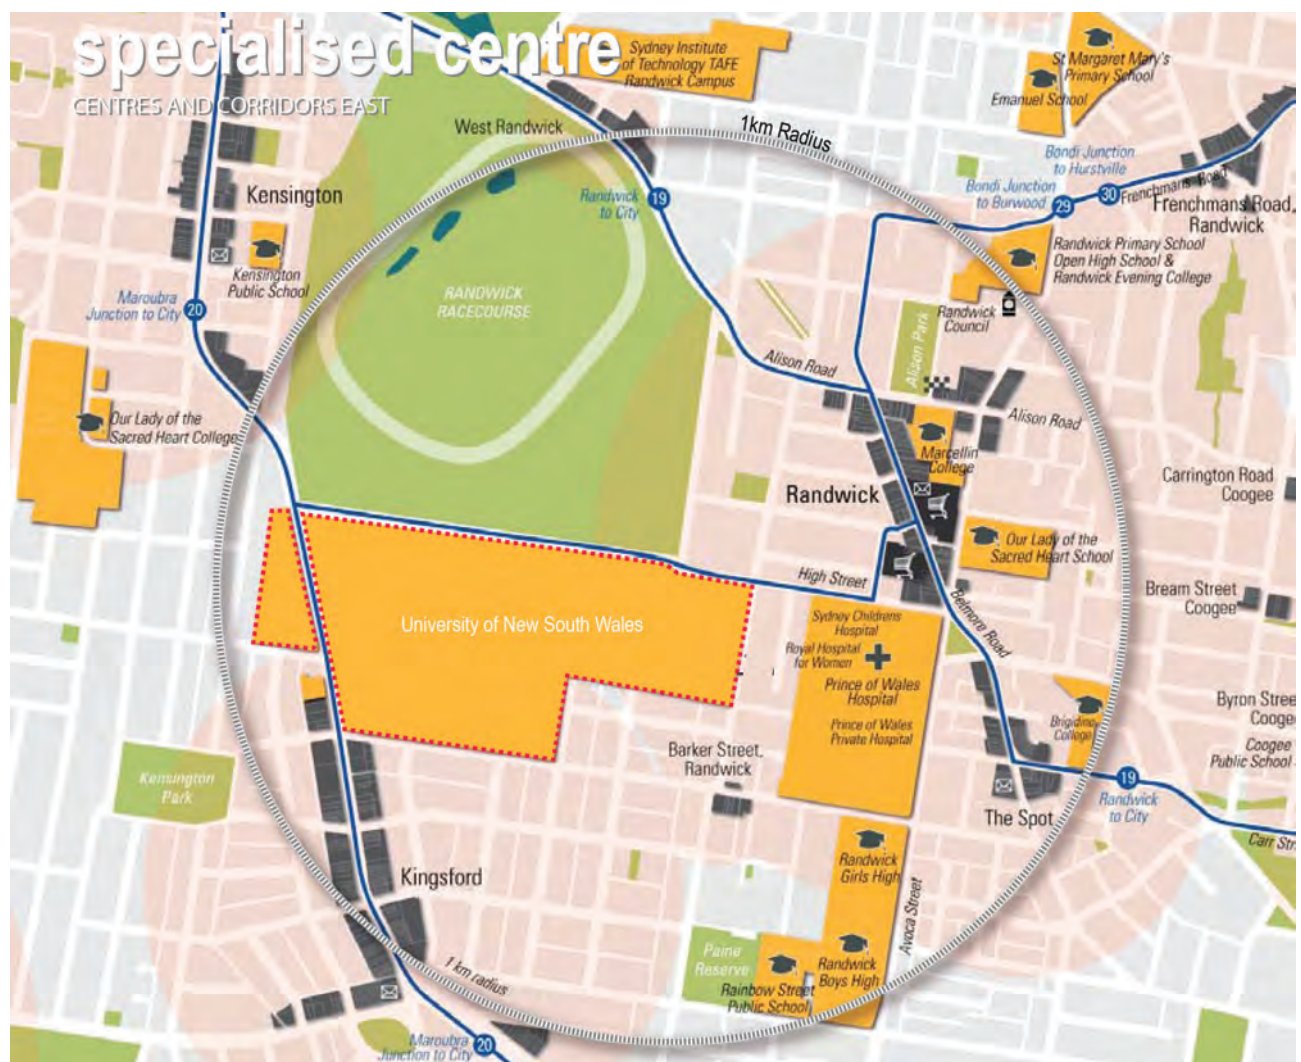 specialised centre
CENTRES AND CORRIDORS EAST
Sydney Institute
of Technology TAFE
Randwick Campus
St Margaret Mary's
Primary School
Emanuel School
West Randwick
1km Radius
Bondi Junction
to Hurstville
Bondi Junction
to Burwood
30
29
Frenchmans Road
Frenchmans Road,
Randwick
Kensington
Randwick
to City
19
Kensington
Public School
Randwick Primary School
Open High School &
Randwick Evening College
Maroubra
Junction to City
20
RANDWICK
RACECOURSE
Randwick
Council
Alison Park
Alison Road
Alison Road
Our Lady of the
Sacred Heart College
Marcellin
College
Carrington Road
Coogee
Randwick
Our Lady of the
Sacred Heart School
High Street
Belmore Road
Bream Street
Coogee
University of New South Wales
Sydney Childrens
Hospital
Royal Hospital
for Women
Prince of Wales
Hospital
Prince of Wales
Private Hospital
Brigidine
College
Byron Stree
Cooge
Coogee
Public School
Barker Street,
Randwick
Kensington
Park
19
Randwick
to City
The Spot
Carr Str
Kingsford
Randwick
Girls High
Avoca Street
Paine
Reserve
Randwick
Boys High
Rainbow Street
Public School
1 km radius
Maroubra
Junction to City
20